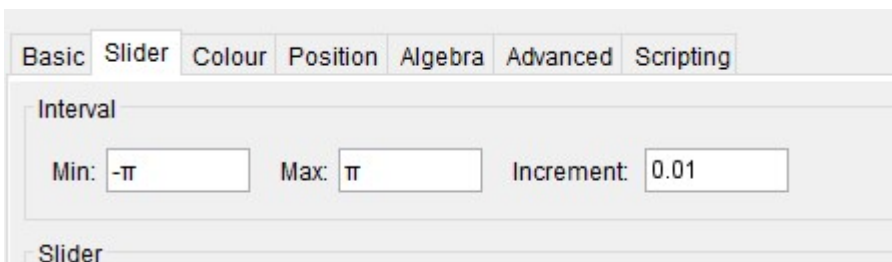 Basic Slider Colour Position Algebra Advanced Scripting
Interval
Min: -π Max: π Increment: 0.01
Slider